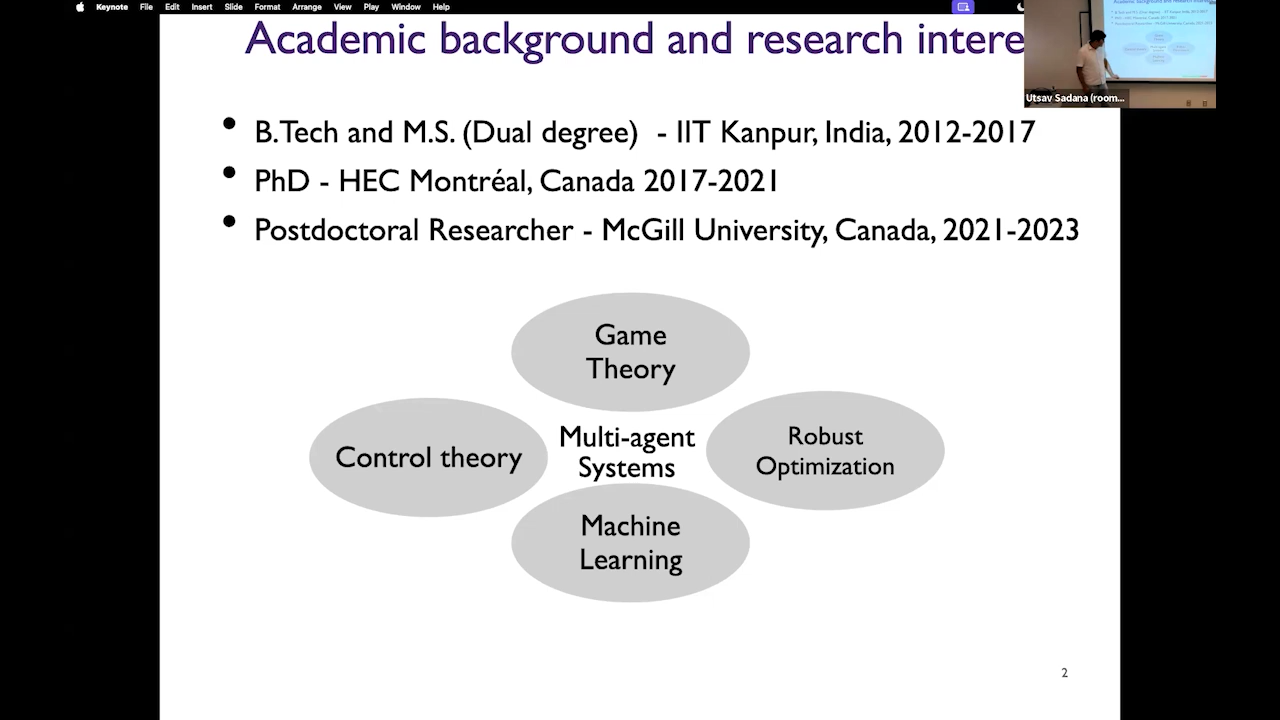 Keynote File Edit Insert Slide Format Arrange View Play Window Help
Academic background and research intere
Utsav Sadana (room...
• B.Tech and M.S. (Dual degree) - IIT Kanpur, India, 2012-2017
• PhD - HEC Montréal, Canada 2017-2021
• Postdoctoral Researcher - McGill University, Canada, 2021-2023
Game
Theory
Control theory
Multi-agent
Systems
Robust
Optimization
Machine
Learning
2